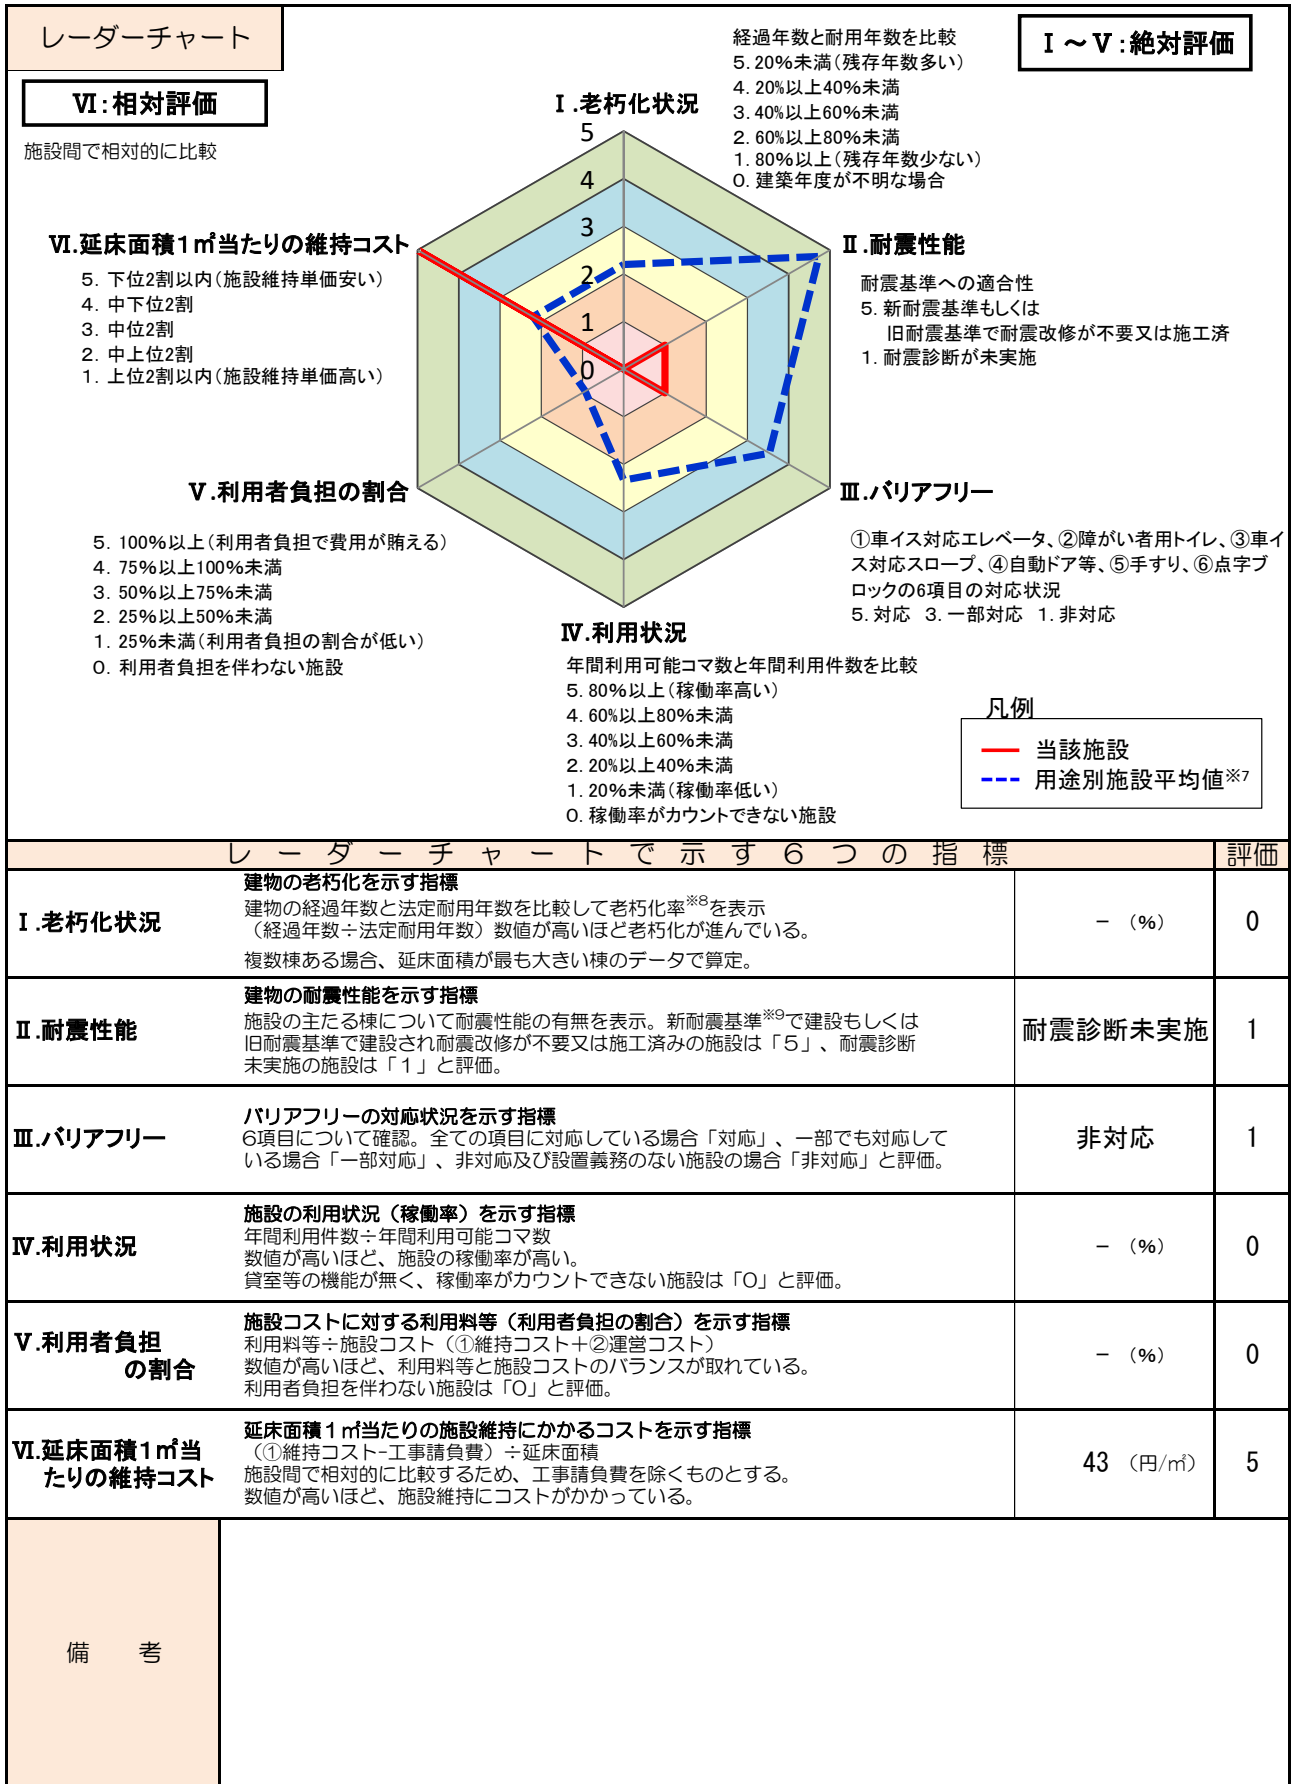 レーダーチャート
Ⅵ:相対評価
施設間で相対的に比較
Ⅰ～Ⅴ:絶対評価
Ⅰ.老朽化状況
経過年数と耐用年数を比較
5.20%未満(残存年数多い)
4.20%以上40%未満
3.40%以上60%未満
2.60%以上80%未満
1.80%以上(残存年数少ない)
0.建築年度が不明な場合
5
4
3
2
1
0
Ⅱ.耐震性能
耐震基準への適合性
5.新耐震基準もしくは
旧耐震基準で耐震改修が不要又は施工済
1.耐震診断が未実施
Ⅲ.バリアフリー
①車イス対応エレベータ、②障がい者用トイレ、③車イ
ス対応スロープ、④自動ドア等、⑤手すり、⑥点字ブ
ロックの6項目の対応状況
5.対応 3.一部対応 1.非対応
Ⅳ.利用状況
年間利用可能コマ数と年間利用件数を比較
5.80%以上(稼働率高い)
4.60%以上80%未満
3.40%以上60%未満
2.20%以上40%未満
1.20%未満(稼働率低い)
0.稼働率がカウントできない施設
Ⅴ.利用者負担の割合
5.100%以上(利用者負担で費用が賄える)
4.75%以上100%未満
3.50%以上75%未満
2.25%以上50%未満
1.25%未満(利用者負担の割合が低い)
0.利用者負担を伴わない施設
Ⅵ.延床面積1㎡当たりの維持コスト
5.下位2割以内(施設維持単価安い)
4.中下位2割
3.中位2割
2.中上位2割
1.上位2割以内(施設維持単価高い)
凡例
当該施設
用途別施設平均値※7
レーダーチャートで示す6つの指標 評価
Ⅰ.老朽化状況
建物の老朽化を示す指標
建物の経過年数と法定耐用年数を比較して老朽化率※8を表示
(経過年数÷法定耐用年数)数値が高いほど老朽化が進んでいる。
複数棟ある場合、延床面積が最も大きい棟のデータで算定。
－ (%) 0
Ⅱ.耐震性能
建物の耐震性能を示す指標
施設の主たる棟について耐震性能の有無を表示。新耐震基準※9で建設もしくは
旧耐震基準で建設され耐震改修が不要又は施工済みの施設は「5」、耐震診断
未実施の施設は「1」と評価。
耐震診断未実施 1
Ⅲ.バリアフリー
バリアフリーの対応状況を示す指標
6項目について確認。全ての項目に対応している場合「対応」、一部でも対応して
いる場合「一部対応」、非対応及び設置義務のない施設の場合「非対応」と評価。
非対応 1
Ⅳ.利用状況
施設の利用状況(稼働率)を示す指標
年間利用件数÷年間利用可能コマ数
数値が高いほど、施設の稼働率が高い。
貸室等の機能が無く、稼働率がカウントできない施設は「0」と評価。
－ (%) 0
Ⅴ.利用者負担
の割合
施設コストに対する利用料等(利用者負担の割合)を示す指標
利用料等÷施設コスト(①維持コスト+②運営コスト)
数値が高いほど、利用料等と施設コストのバランスが取れている。
利用者負担を伴わない施設は「0」と評価。
－ (%) 0
Ⅵ.延床面積1㎡当
たりの維持コスト
延床面積1㎡当たりの施設維持にかかるコストを示す指標
(①維持コスト-工事請負費)÷延床面積
施設間で相対的に比較するため、工事請負費を除くものとする。
数値が高いほど、施設維持にコストがかかっている。
43 (円/㎡) 5
備 考